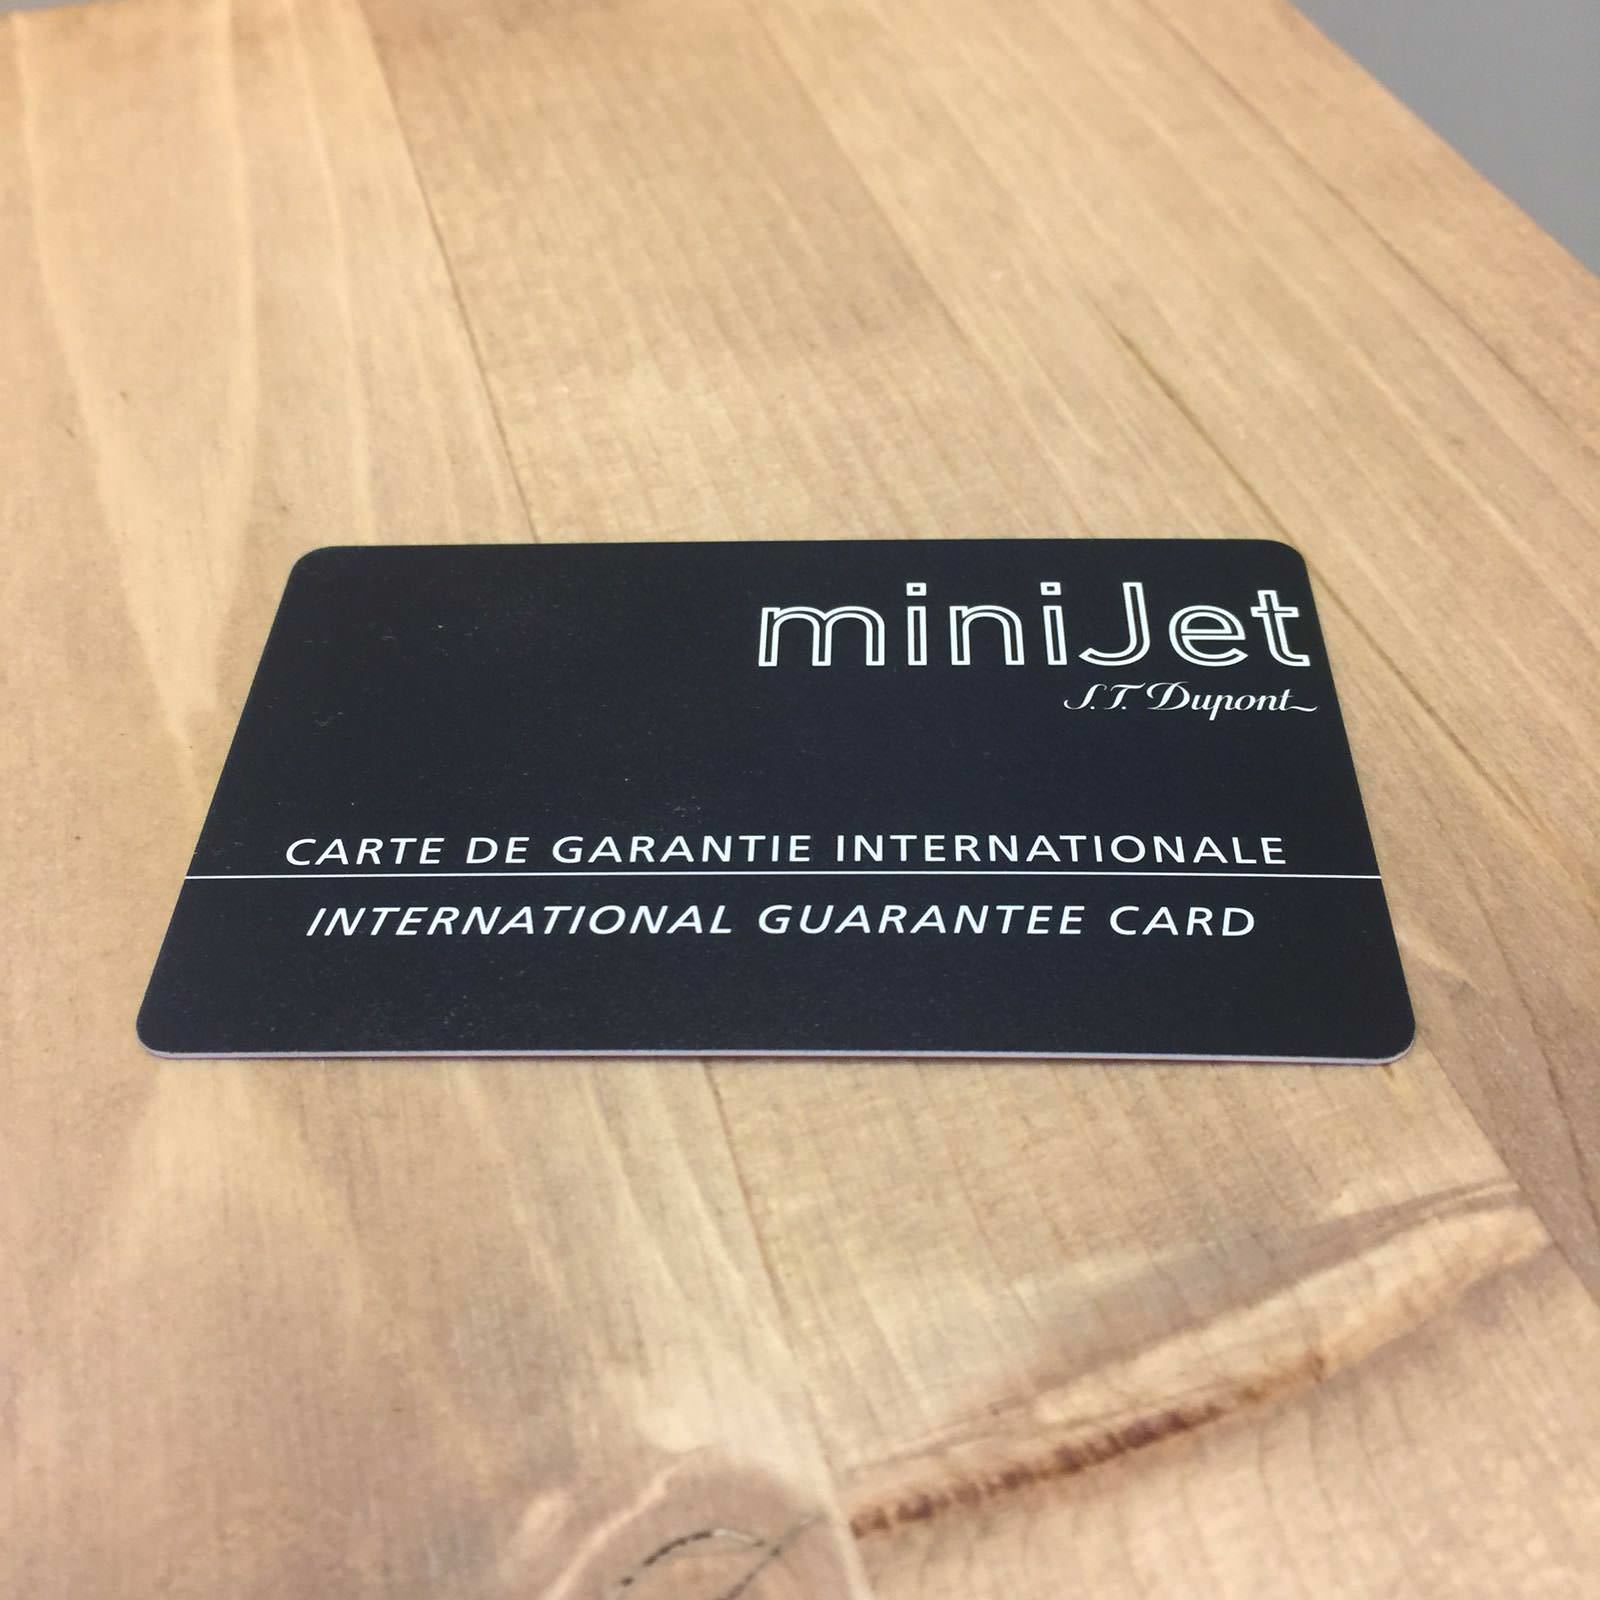 miniJet
S.T. Dupont
CARTE DE GARANTIE INTERNATIONALE
INTERNATIONAL GUARANTEE CARD